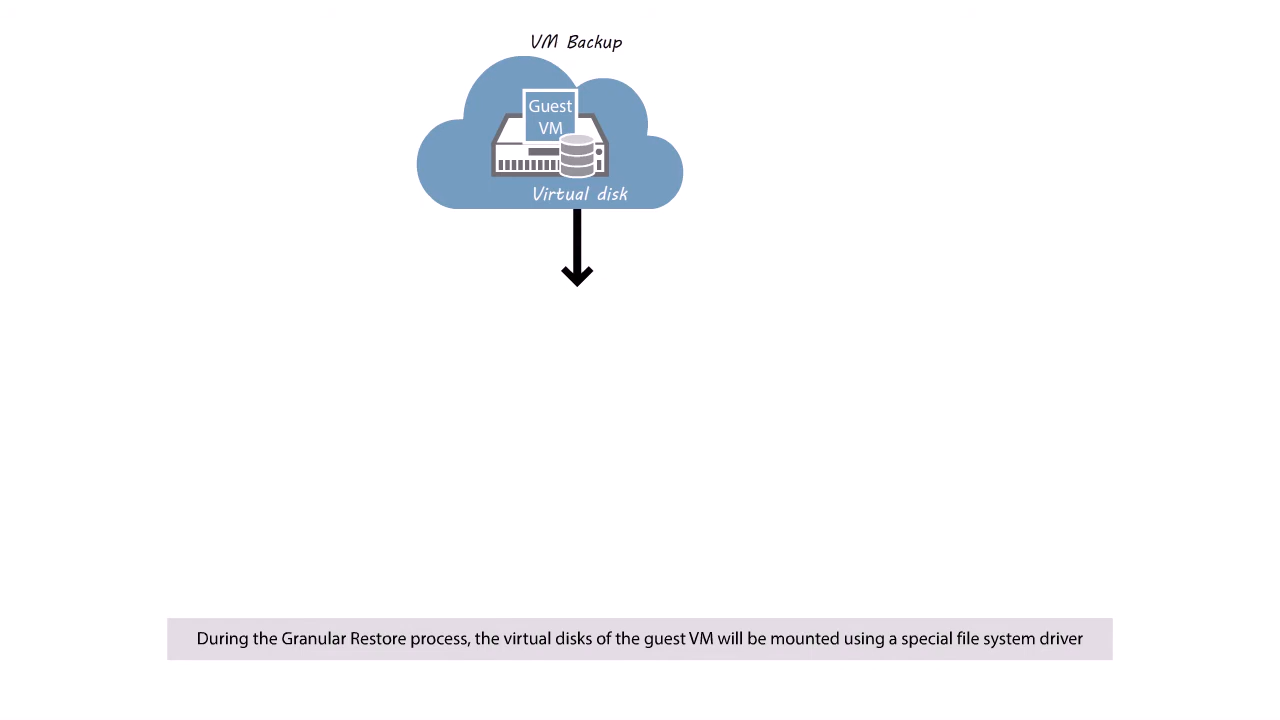 VM Backup
Guest
VM
Virtual disk
During the Granular Restore process, the virtual disks of the guest VM will be mounted using a special file system driver